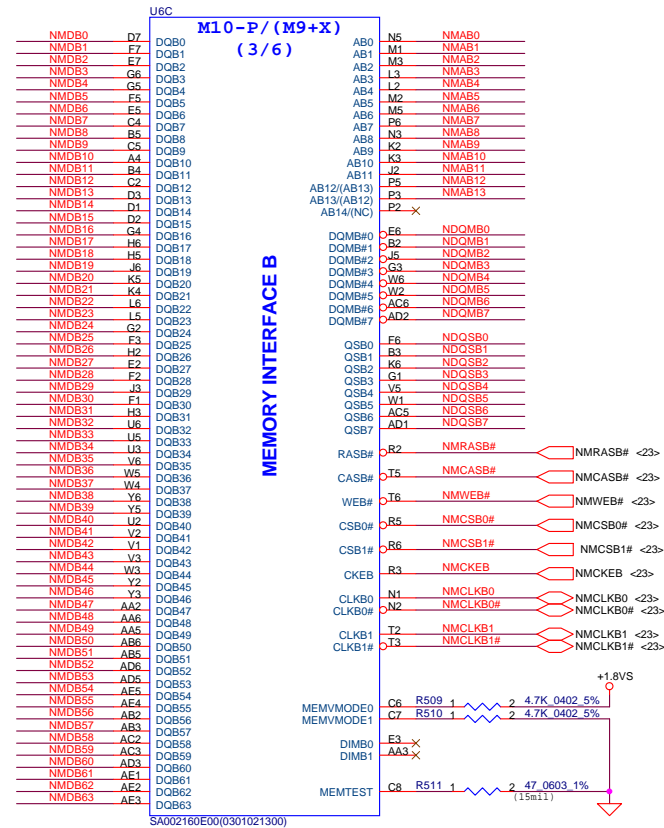 U6C
M10-P/(M9+X)
(3/6)
NMDB0 D7 DQB0
NMDB1 F7 DQB1
NMDB2 E7 DQB2
NMDB3 G6 DQB3
NMDB4 G5 DQB4
NMDB5 F5 DQB5
NMDB6 E5 DQB6
NMDB7 C4 DQB7
NMDB8 B5 DQB8
NMDB9 C5 DQB9
NMDB10 A4 DQB10
NMDB11 B4 DQB11
NMDB12 C2 DQB12
NMDB13 D3 DQB13
NMDB14 D1 DQB14
NMDB15 D2 DQB15
NMDB16 G4 DQB16
NMDB17 H6 DQB17
NMDB18 H5 DQB18
NMDB19 J6 DQB19
NMDB20 K5 DQB20
NMDB21 K4 DQB21
NMDB22 L6 DQB22
NMDB23 L5 DQB23
NMDB24 G2 DQB24
NMDB25 F3 DQB25
NMDB26 H2 DQB26
NMDB27 E2 DQB27
NMDB28 F2 DQB28
NMDB29 J3 DQB29
NMDB30 F1 DQB30
NMDB31 H3 DQB31
NMDB32 U6 DQB32
NMDB33 U5 DQB33
NMDB34 U3 DQB34
NMDB35 V6 DQB35
NMDB36 W5 DQB36
NMDB37 W4 DQB37
NMDB38 Y6 DQB38
NMDB39 Y5 DQB39
NMDB40 U2 DQB40
NMDB41 V2 DQB41
NMDB42 V1 DQB42
NMDB43 V3 DQB43
NMDB44 W3 DQB44
NMDB45 Y2 DQB45
NMDB46 Y3 DQB46
NMDB47 AA2 DQB47
NMDB48 AA6 DQB48
NMDB49 AA5 DQB49
NMDB50 AB6 DQB50
NMDB51 AB5 DQB51
NMDB52 AD6 DQB52
NMDB53 AD5 DQB53
NMDB54 AE5 DQB54
NMDB55 AE4 DQB55
NMDB56 AB2 DQB56
NMDB57 AB3 DQB57
NMDB58 AC2 DQB58
NMDB59 AC3 DQB59
NMDB60 AD3 DQB60
NMDB61 AE1 DQB61
NMDB62 AE2 DQB62
NMDB63 AE3 DQB63
MEMORY INTERFACE B
AB0 N5 NMAB0
AB1 M1 NMAB1
AB2 M3 NMAB2
AB3 L3 NMAB3
AB4 L2 NMAB4
AB5 M2 NMAB5
AB6 M5 NMAB6
AB7 P6 NMAB7
AB8 N3 NMAB8
AB9 K2 NMAB9
AB10 K3 NMAB10
AB11 J2 NMAB11
AB12/(AB13) P5 NMAB12
AB13/(AB12) P3 NMAB13
AB14/(NC) P2
DQMB#0 E6 NDQMB0
DQMB#1 B2 NDQMB1
DQMB#2 J5 NDQMB2
DQMB#3 G3 NDQMB3
DQMB#4 W6 NDQMB4
DQMB#5 W2 NDQMB5
DQMB#6 AC6 NDQMB6
DQMB#7 AD2 NDQMB7
QSB0 F6 NDQSB0
QSB1 B3 NDQSB1
QSB2 K6 NDQSB2
QSB3 G1 NDQSB3
QSB4 V5 NDQSB4
QSB5 W1 NDQSB5
QSB6 AC5 NDQSB6
QSB7 AD1 NDQSB7
RASB# R2 NMRASB# NMRASB# <23>
CASB# T5 NMCASB# NMCASB# <23>
WEB# T6 NMWEB# NMWEB# <23>
CSB0# R5 NMCSB0# NMCSB0# <23>
CSB1# R6 NMCSB1# NMCSB1# <23>
CKEB R3 NMCKEB NMCKEB <23>
CLKB0 N1 NMCLKB0 NMCLKB0 <23>
CLKB0# N2 NMCLKB0# NMCLKB0# <23>
CLKB1 T2 NMCLKB1 NMCLKB1 <23>
CLKB1# T3 NMCLKB1# NMCLKB1# <23>
+1.8VS
MEMVMODE0 C6 R509 1 2 4.7K_0402_5%
MEMVMODE1 C7 R510 1 2 4.7K_0402_5%
DIMB0 E3
DIMB1 AA3
MEMTEST C8 R511 1 2 47_0603_1%
(15mil)
SA002160E00(0301021300)